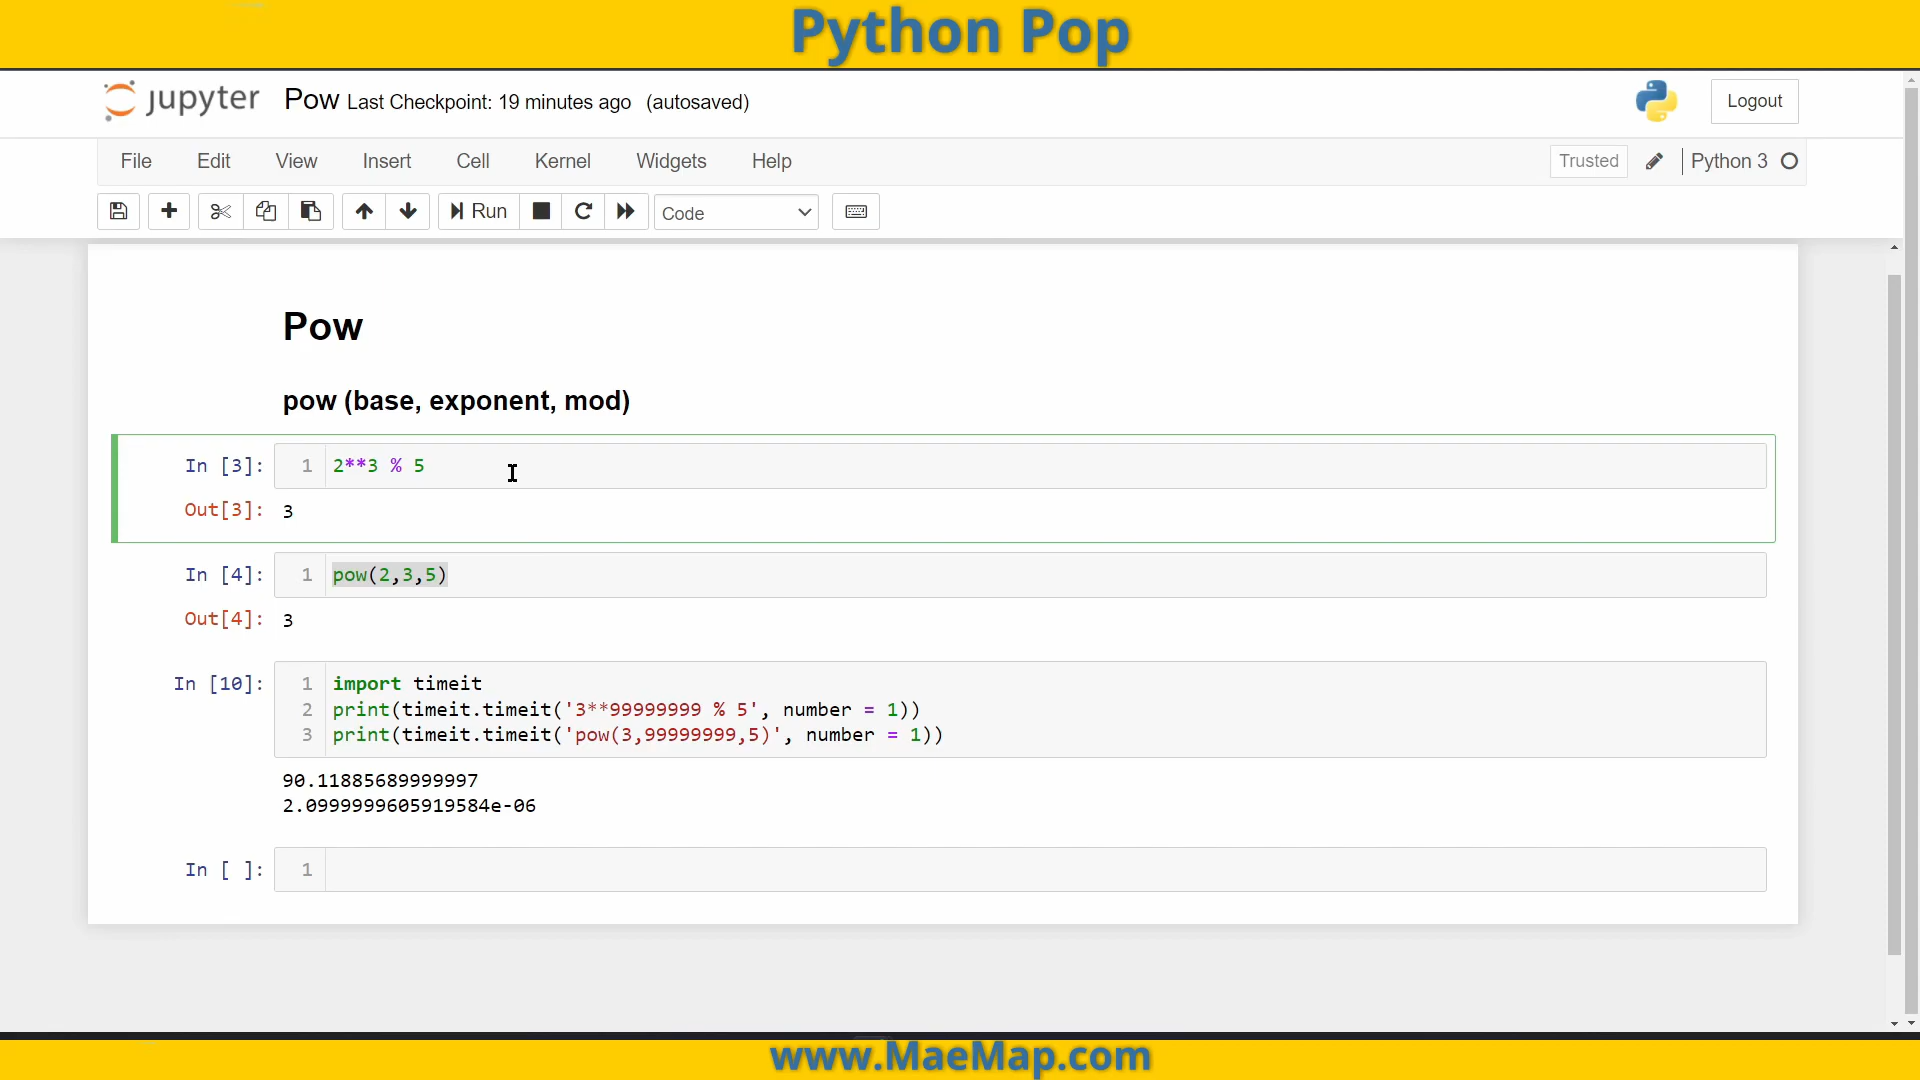 Python Pop
jupyter Pow Last Checkpoint: 19 minutes ago (autosaved) Logout
File Edit View Insert Cell Kernel Widgets Help Trusted Python 3
Run Code
Pow
pow (base, exponent, mod)
In [3]: 1 2**3 % 5
Out[3]: 3
In [4]: 1 pow(2,3,5)
Out[4]: 3
In [10]: 1 import timeit
2 print(timeit.timeit('3**99999999 % 5', number = 1))
3 print(timeit.timeit('pow(3,99999999,5)', number = 1))
90.11885689999997
2.0999999605919584e-06
In [ ]: 1
www.MaeMap.com